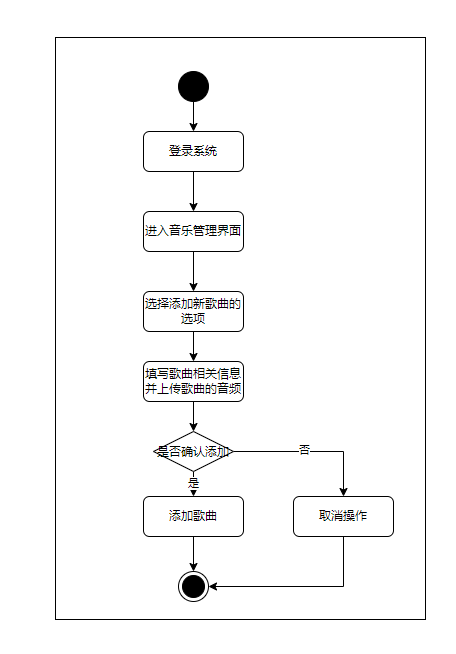 登录系统
进入音乐管理界面
选择添加新歌曲的
选项
填写歌曲相关信息
并上传歌曲的音频
是否确认添加
否
是
添加歌曲
取消操作